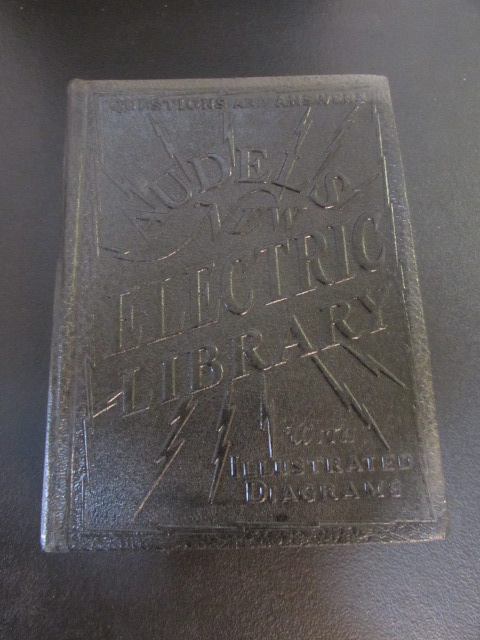 QUESTIONS AND ANSWERS
AUDELS
NEW
ELECTRIC
LIBRARY
WITH
ILLUSTRATED
DIAGRAMS